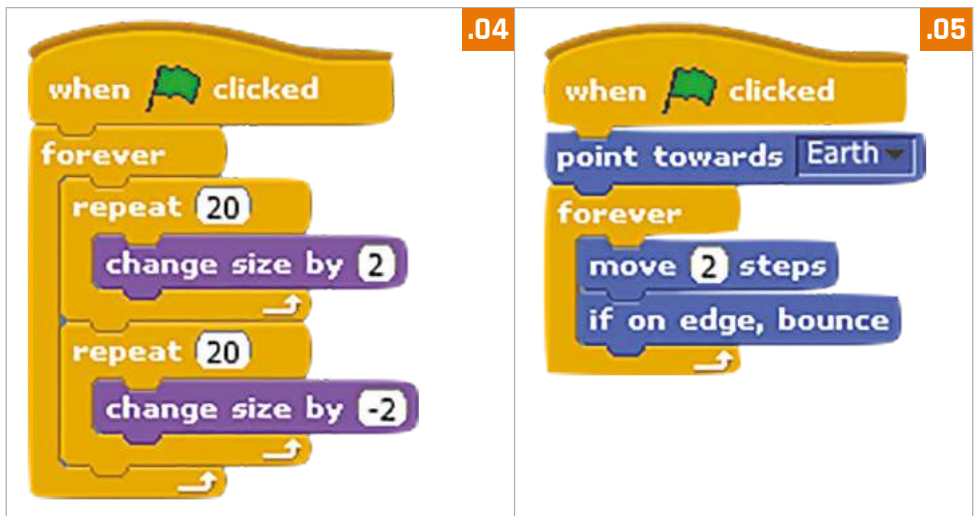 .04
when clicked
forever
repeat 20
change size by 2
repeat 20
change size by -2
.05
when clicked
point towards Earth
forever
move 2 steps
if on edge, bounce